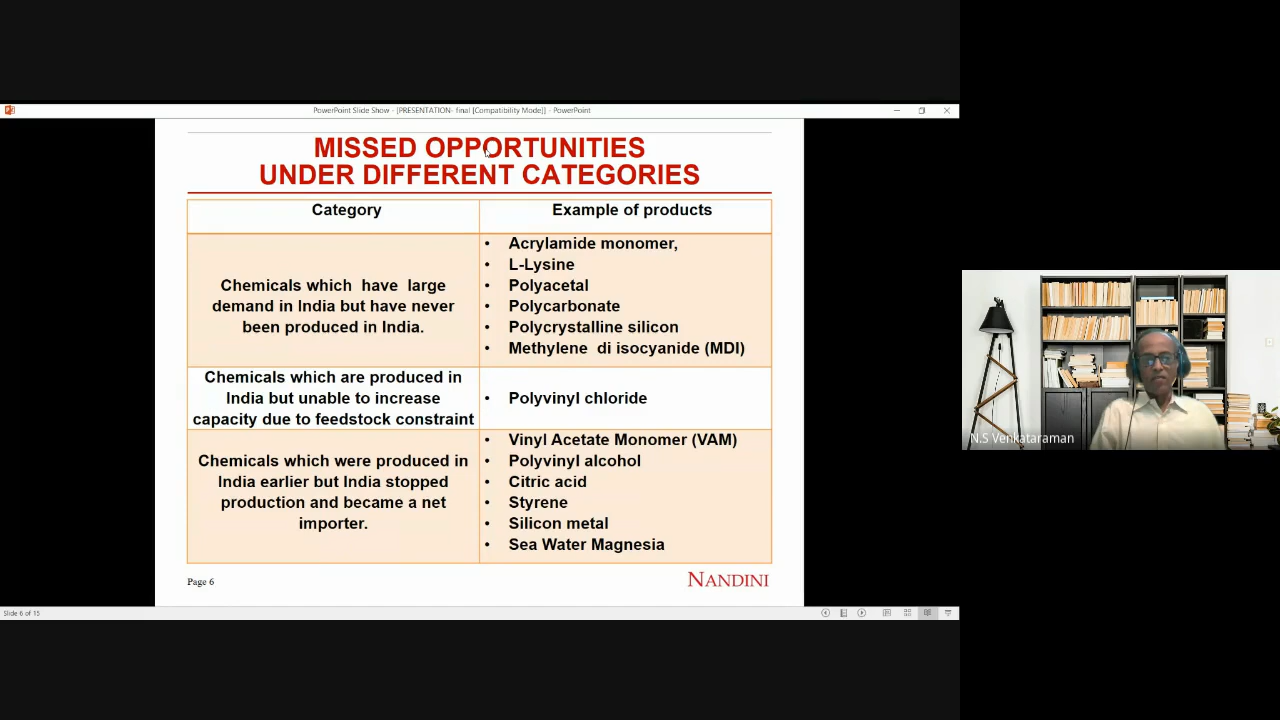 PowerPoint Slide Show - [PRESENTATION- final [Compatibility Mode]] - PowerPoint
MISSED OPPORTUNITIES
UNDER DIFFERENT CATEGORIES
Category
Example of products
Chemicals which have large
demand in India but have never
been produced in India.
• Acrylamide monomer,
• L-Lysine
• Polyacetal
• Polycarbonate
• Polycrystalline silicon
• Methylene di isocyanide (MDI)
Chemicals which are produced in
India but unable to increase
capacity due to feedstock constraint
• Polyvinyl chloride
Chemicals which were produced in
India earlier but India stopped
production and became a net
importer.
• Vinyl Acetate Monomer (VAM)
• Polyvinyl alcohol
• Citric acid
• Styrene
• Silicon metal
• Sea Water Magnesia
Page 6
NANDINI
Slide 6 of 15
N.S Venkataraman